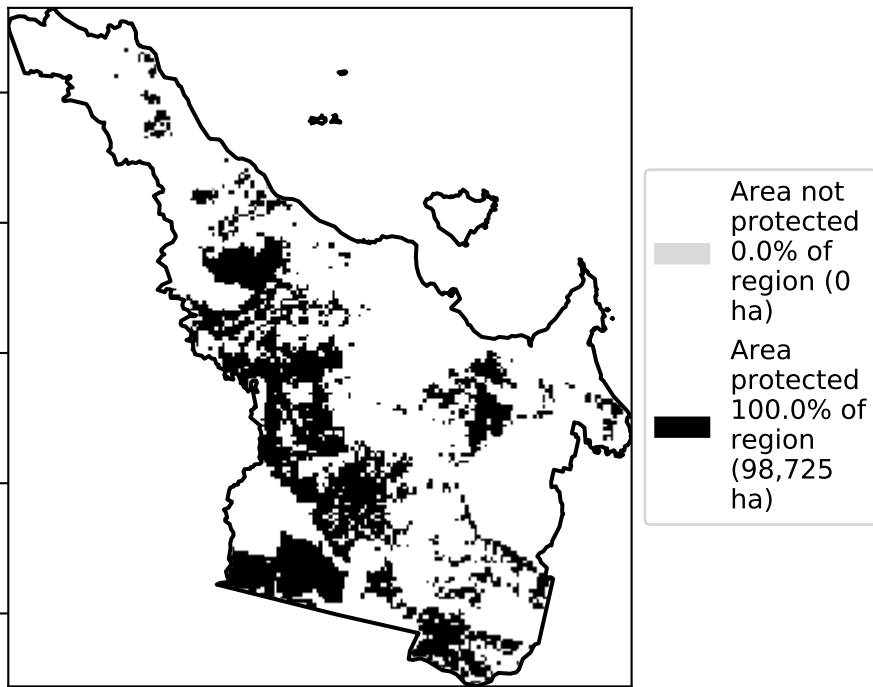 Area not
protected
0.0% of
region (0
ha)
Area
protected
100.0% of
region
(98,725
ha)